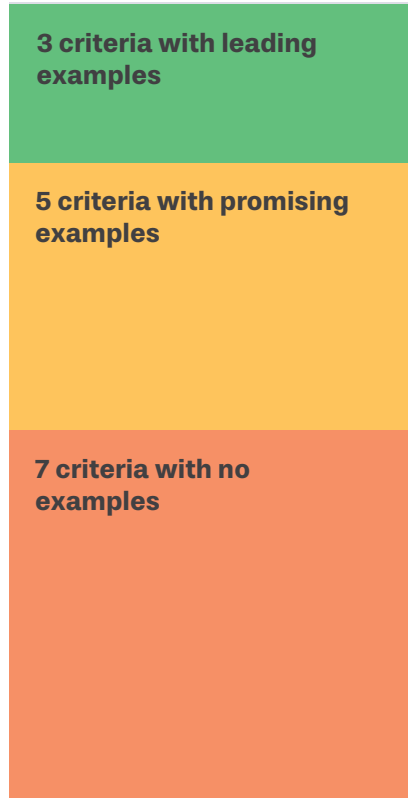 3 criteria with leading
examples
5 criteria with promising
examples
7 criteria with no
examples